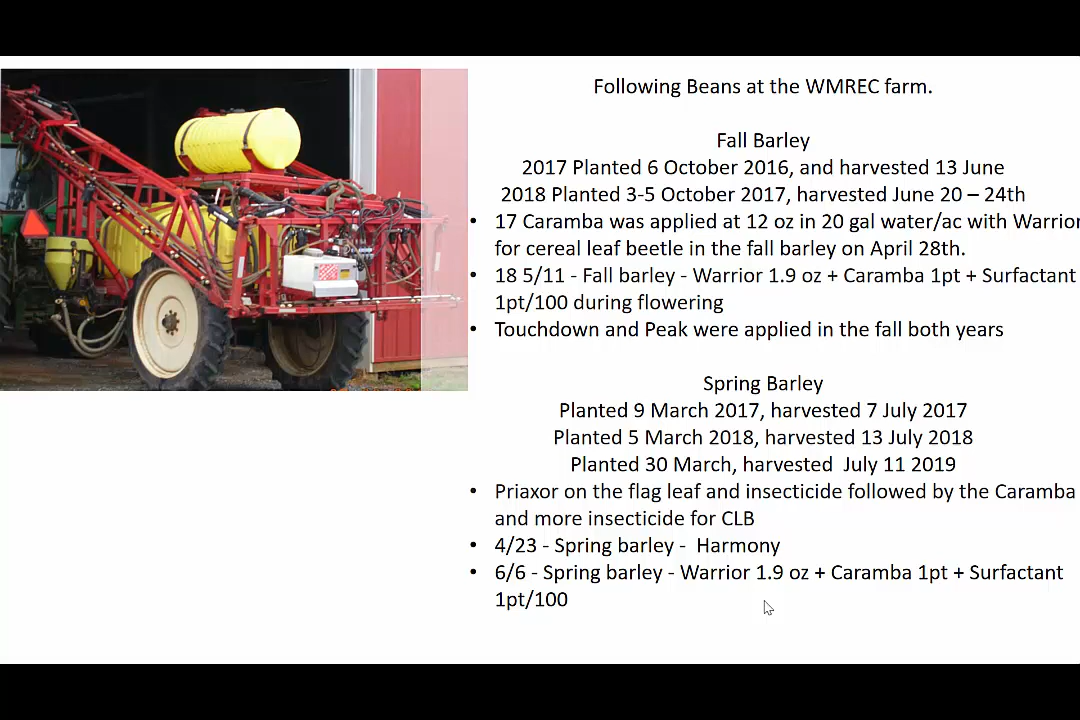 Following Beans at the WMREC farm.
Fall Barley
2017 Planted 6 October 2016, and harvested 13 June
2018 Planted 3-5 October 2017, harvested June 20 – 24th
• 17 Caramba was applied at 12 oz in 20 gal water/ac with Warrior
for cereal leaf beetle in the fall barley on April 28th.
• 18 5/11 - Fall barley - Warrior 1.9 oz + Caramba 1pt + Surfactant
1pt/100 during flowering
• Touchdown and Peak were applied in the fall both years
Spring Barley
Planted 9 March 2017, harvested 7 July 2017
Planted 5 March 2018, harvested 13 July 2018
Planted 30 March, harvested  July 11 2019
• Priaxor on the flag leaf and insecticide followed by the Caramba
and more insecticide for CLB
• 4/23 - Spring barley -  Harmony
• 6/6 - Spring barley - Warrior 1.9 oz + Caramba 1pt + Surfactant
1pt/100